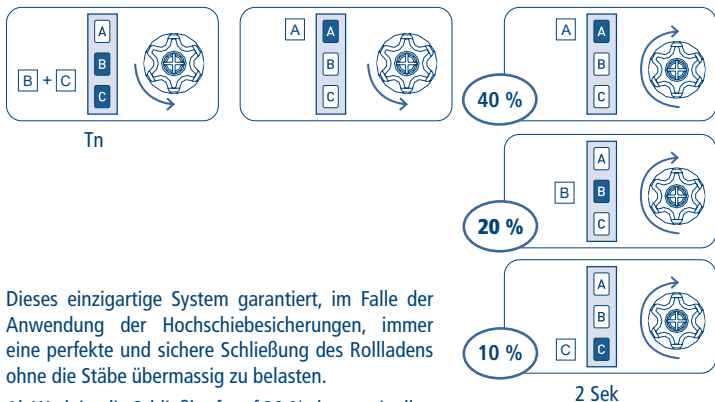 A
B + C
B
C
Tn
A
A
B
C
A
A
B
C
40 %
A
B
B
C
20 %
A
B
C
C
10 %
2 Sek
Dieses einzigartige System garantiert, im Falle der
Anwendung der Hochschiebesicherungen, immer
eine perfekte und sichere Schließung des Rollladens
ohne die Stäbe übermassig zu belasten.